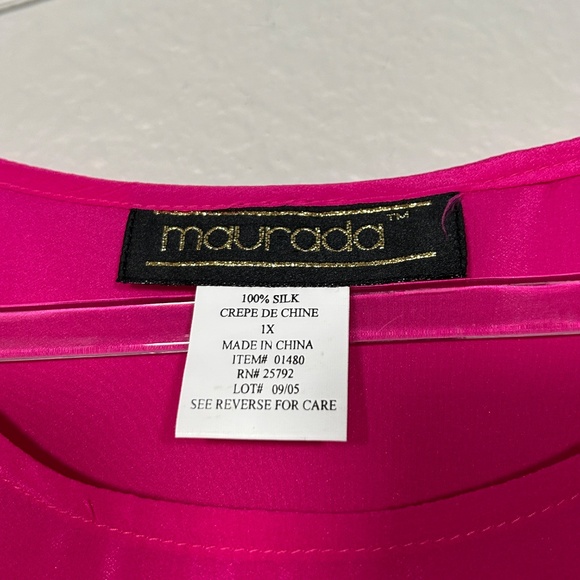 maurada™
100% SILK
CREPE DE CHINE
1X
MADE IN CHINA
ITEM# 01480
RN# 25792
LOT# 09/05
SEE REVERSE FOR CARE